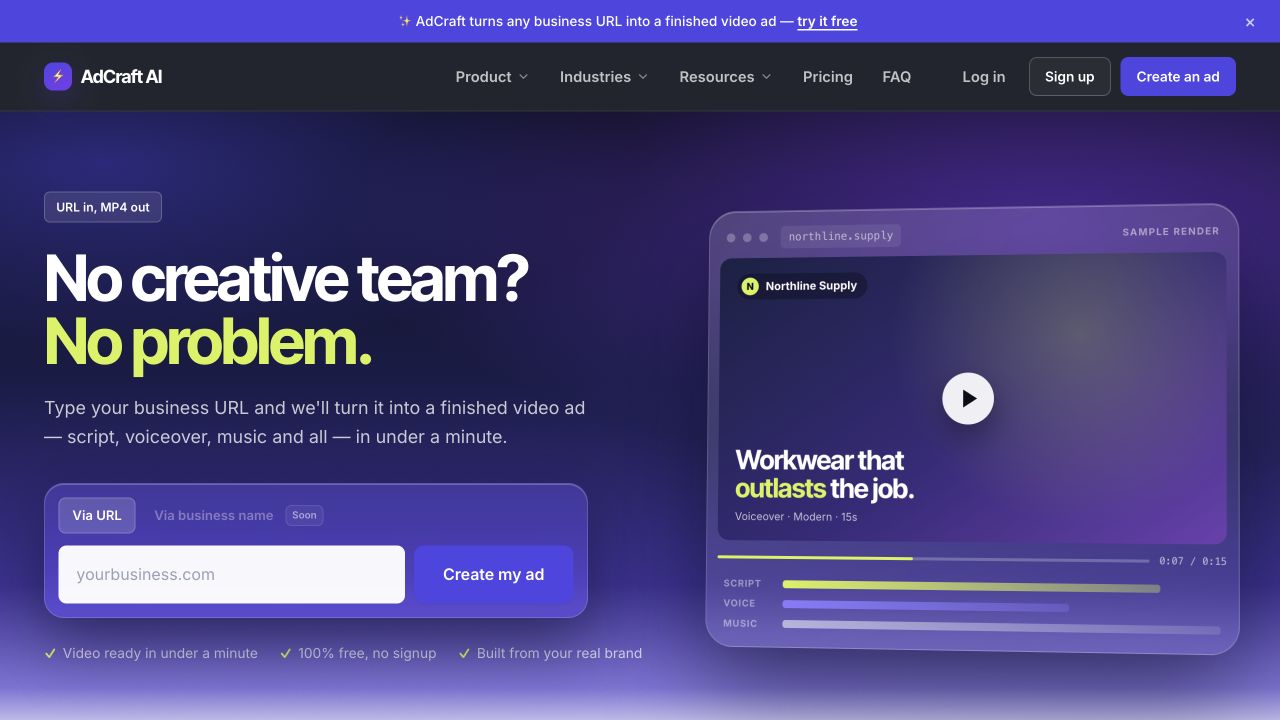 ✨ AdCraft turns any business URL into a finished video ad — try it free ×
⚡ AdCraft AI Product Industries Resources Pricing FAQ Log in Sign up Create an ad
URL in, MP4 out
No creative team?
No problem.
Type your business URL and we'll turn it into a finished video ad
— script, voiceover, music and all — in under a minute.
Via URL Via business name Soon
yourbusiness.com Create my ad
✓ Video ready in under a minute ✓ 100% free, no signup ✓ Built from your real brand
northline.supply SAMPLE RENDER
N Northline Supply
Workwear that
outlasts the job.
Voiceover · Modern · 15s
0:07 / 0:15
SCRIPT
VOICE
MUSIC